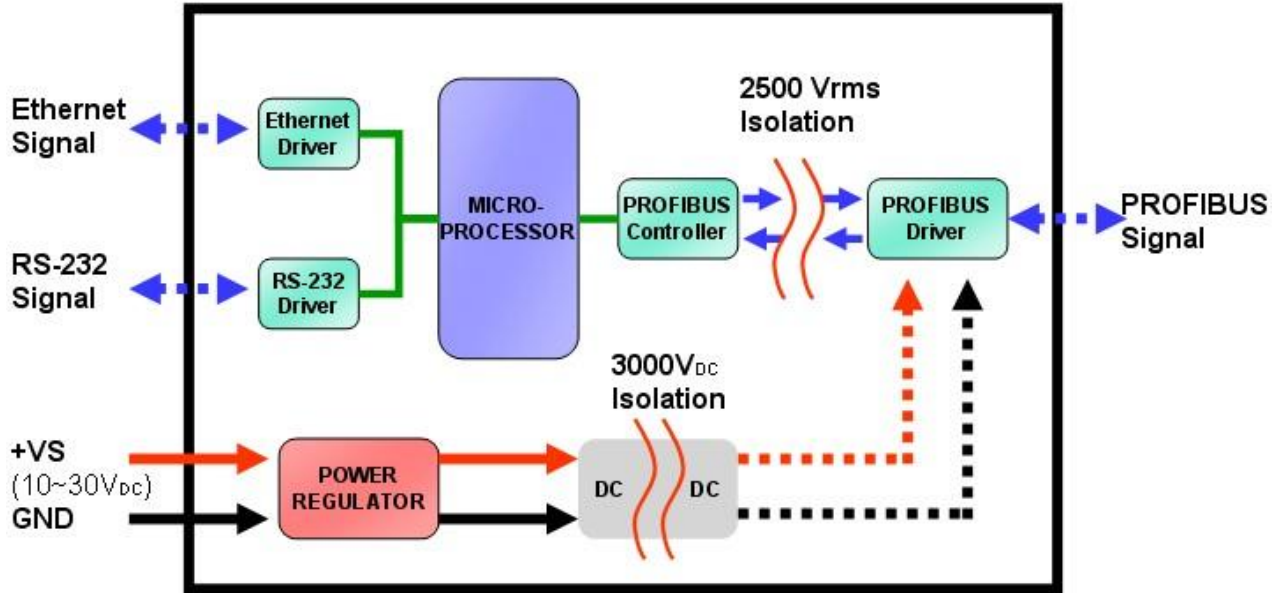 Ethernet
Signal
Ethernet
Driver
MICRO-
PROCESSOR
2500 Vrms
Isolation
PROFIBUS
Controller
PROFIBUS
Driver
PROFIBUS
Signal
RS-232
Signal
RS-232
Driver
3000VDC
Isolation
+VS
(10~30VDC)
GND
POWER
REGULATOR
DC
DC